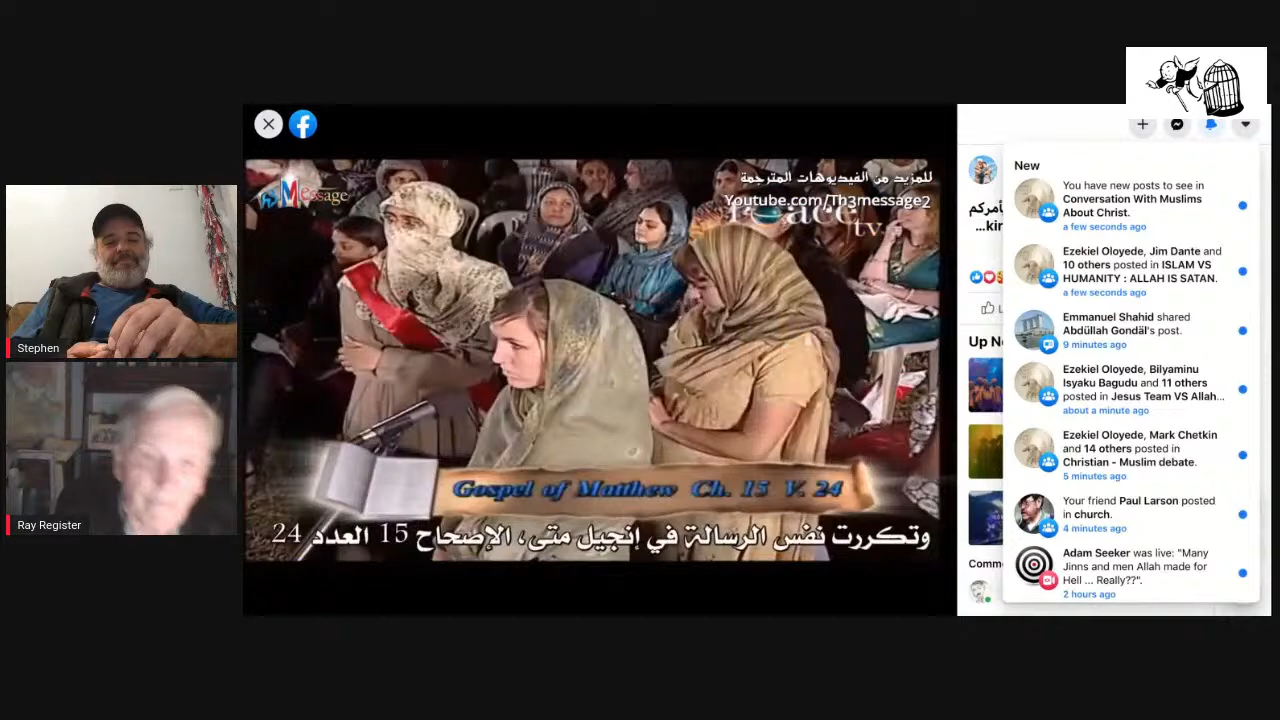 Stephen
Ray Register
Message
للمزيد من الفيديوهات المترجمة
Youtube.com/Th3message2
Peace
tv
Gospel of Matthew Ch. 15 V. 24
وتكررت نفس الرسالة في إنجيل متى، الإصحاح 15 العدد 24
New
You have new posts to see in
Conversation With Muslims
About Christ.
a few seconds ago
Ezekiel Oloyede, Jim Dante and
10 others posted in ISLAM VS
HUMANITY : ALLAH IS SATAN.
a few seconds ago
Emmanuel Shahid shared
Abdüllah Gondäl's post.
9 minutes ago
Ezekiel Oloyede, Bilyaminu
Isyaku Bagudu and 11 others
posted in Jesus Team VS Allah...
about a minute ago
Ezekiel Oloyede, Mark Chetkin
and 14 others posted in
Christian - Muslim debate.
5 minutes ago
Your friend Paul Larson posted
in church.
4 minutes ago
Adam Seeker was live: "Many
Jinns and men Allah made for
Hell ... Really??".
2 hours ago